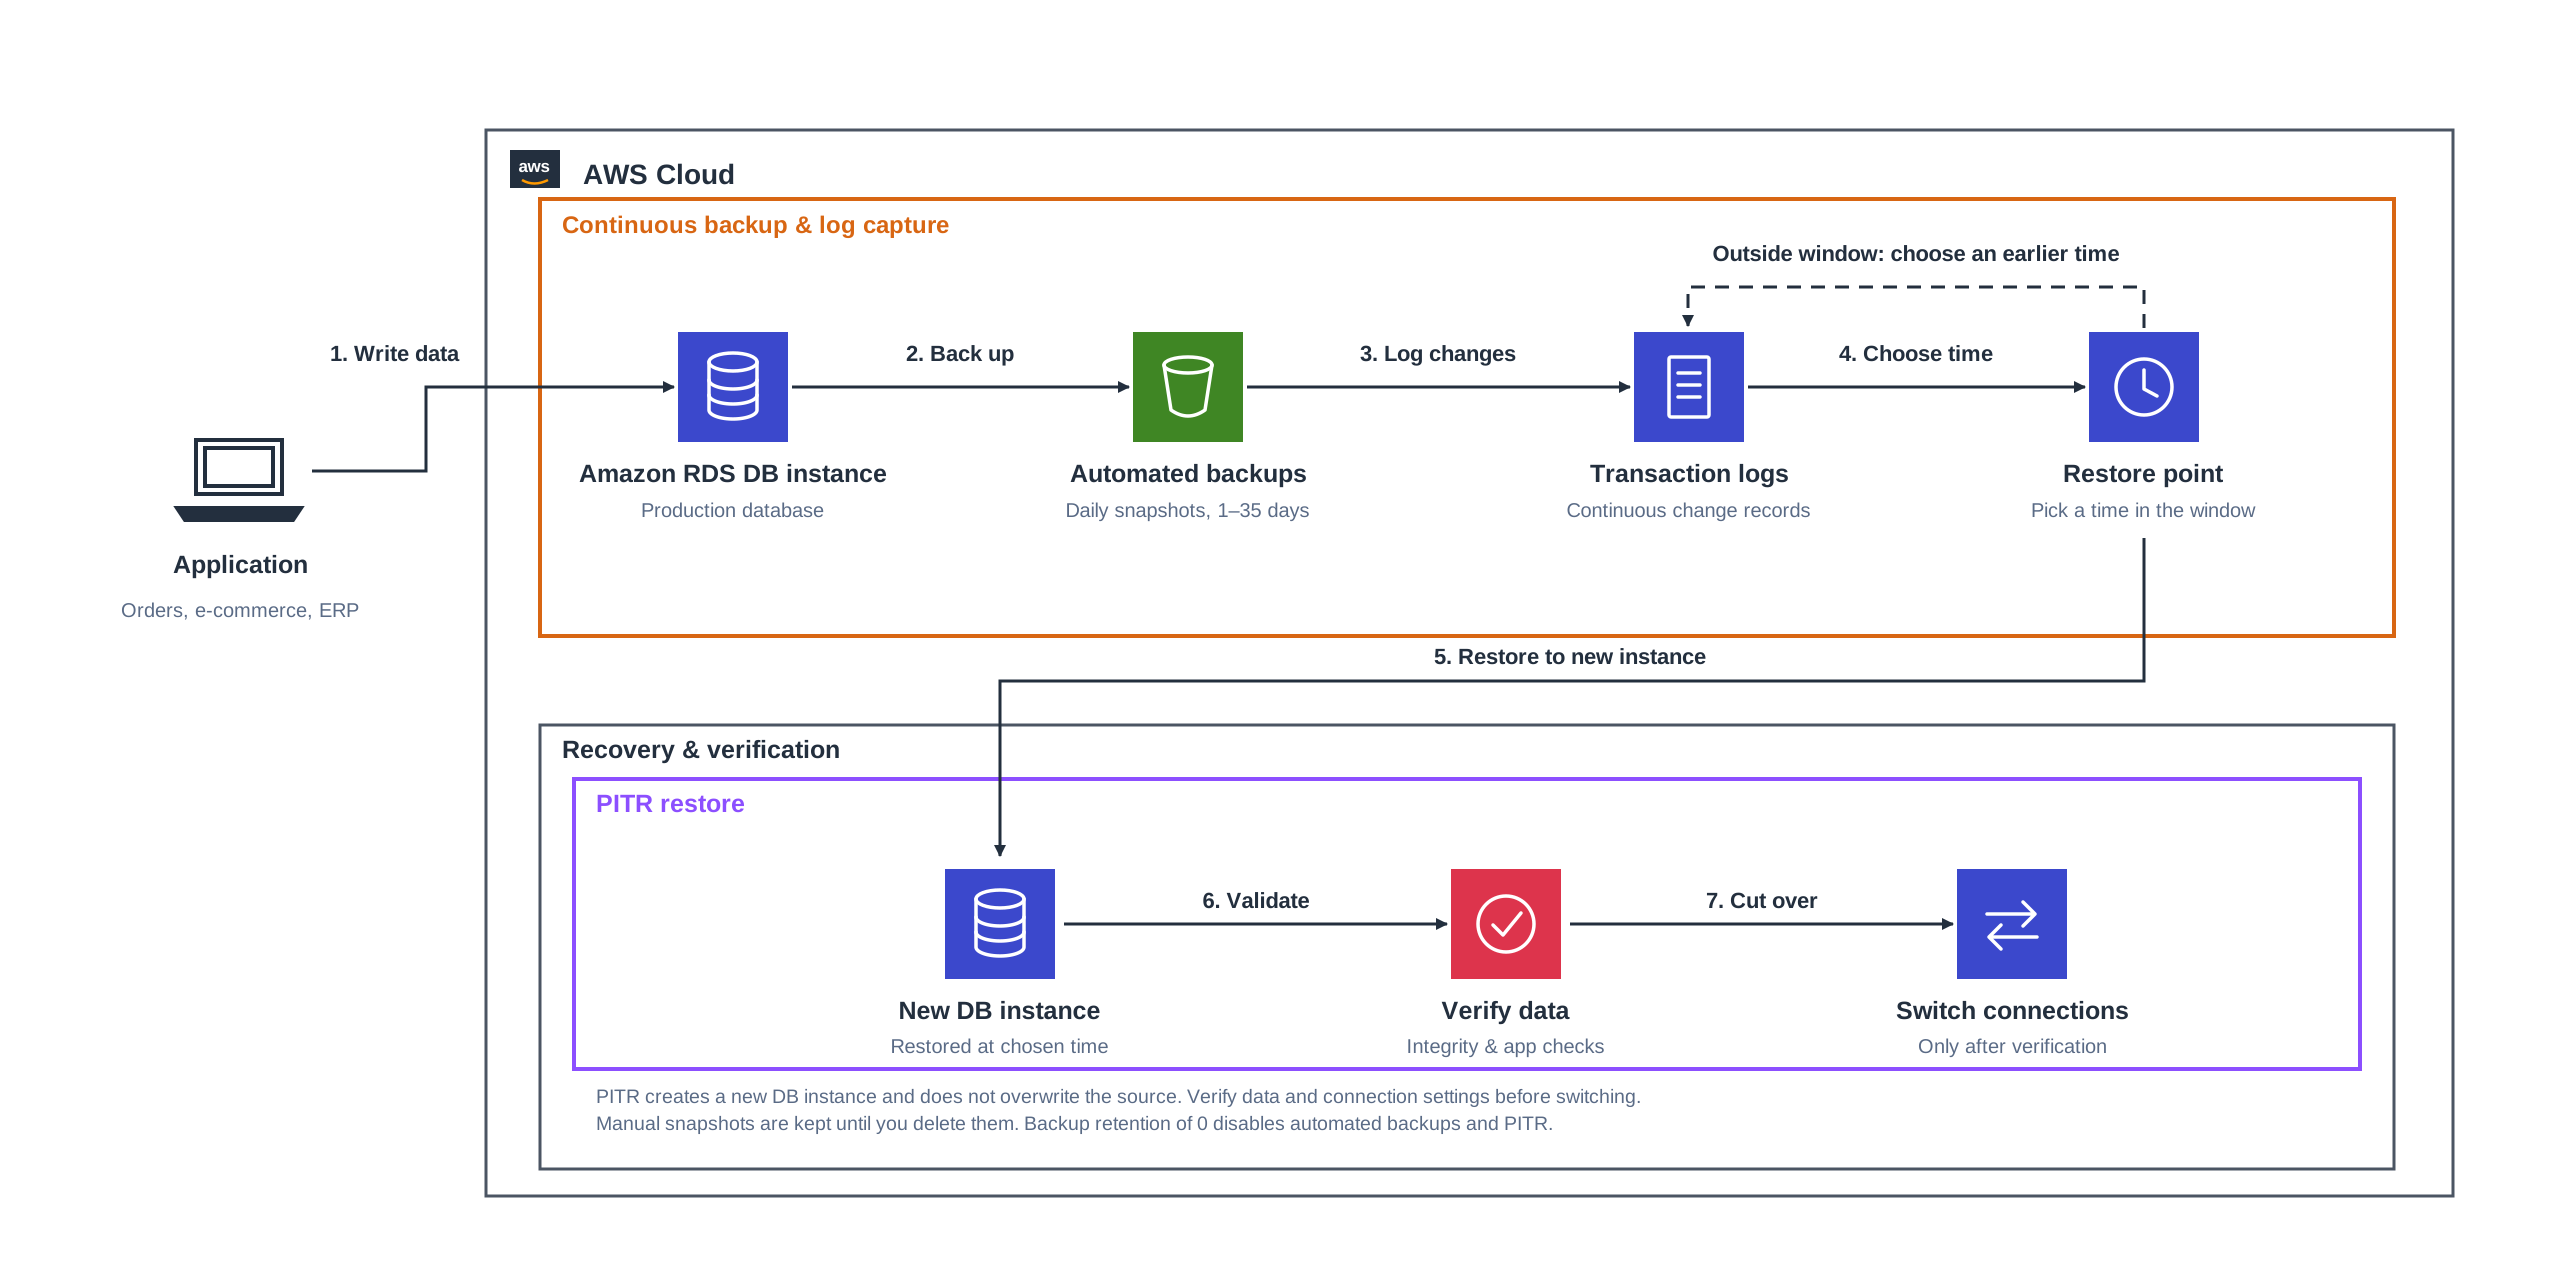 aws
AWS Cloud
Continuous backup & log capture
Outside window: choose an earlier time
1. Write data
2. Back up
3. Log changes
4. Choose time
Amazon RDS DB instance
Production database
Automated backups
Daily snapshots, 1–35 days
Transaction logs
Continuous change records
Restore point
Pick a time in the window
Application
Orders, e-commerce, ERP
5. Restore to new instance
Recovery & verification
PITR restore
6. Validate
7. Cut over
New DB instance
Restored at chosen time
Verify data
Integrity & app checks
Switch connections
Only after verification
PITR creates a new DB instance and does not overwrite the source. Verify data and connection settings before switching.
Manual snapshots are kept until you delete them. Backup retention of 0 disables automated backups and PITR.